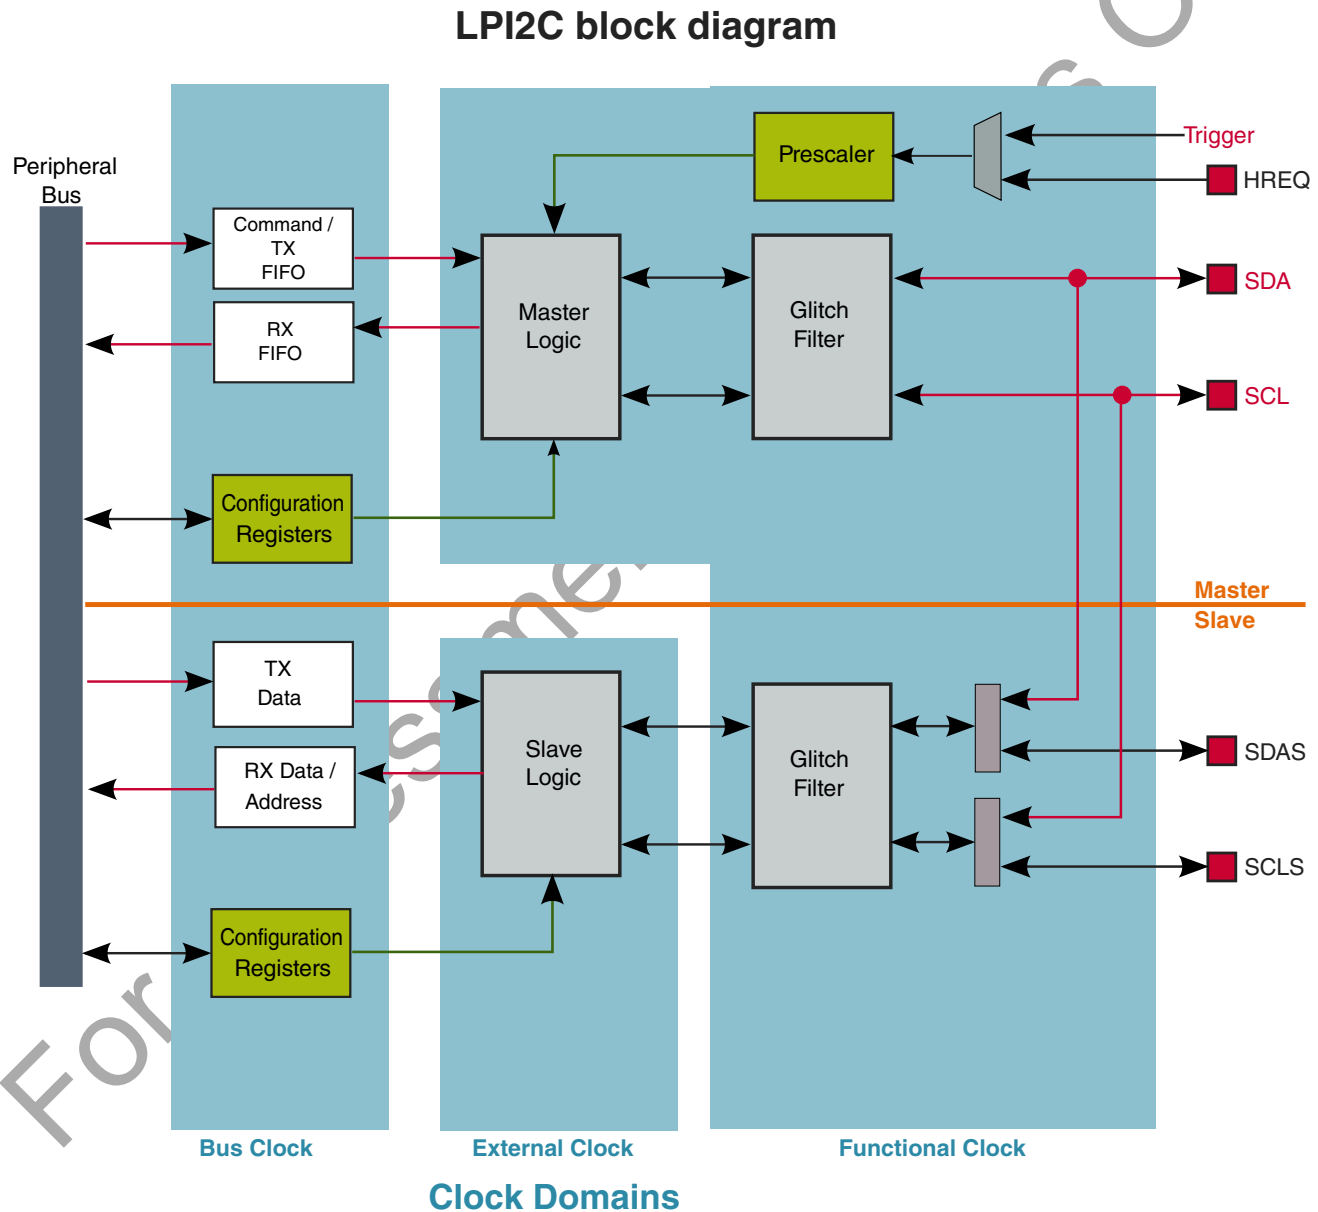 LPI2C block diagram
Peripheral
Bus
Command /
TX
FIFO
RX
FIFO
Configuration
Registers
Master
Logic
Prescaler
Glitch
Filter
Trigger
HREQ
SDA
SCL
Master
Slave
TX
Data
RX Data /
Address
Configuration
Registers
Slave
Logic
Glitch
Filter
SDAS
SCLS
Bus Clock
External Clock
Functional Clock
Clock Domains
For